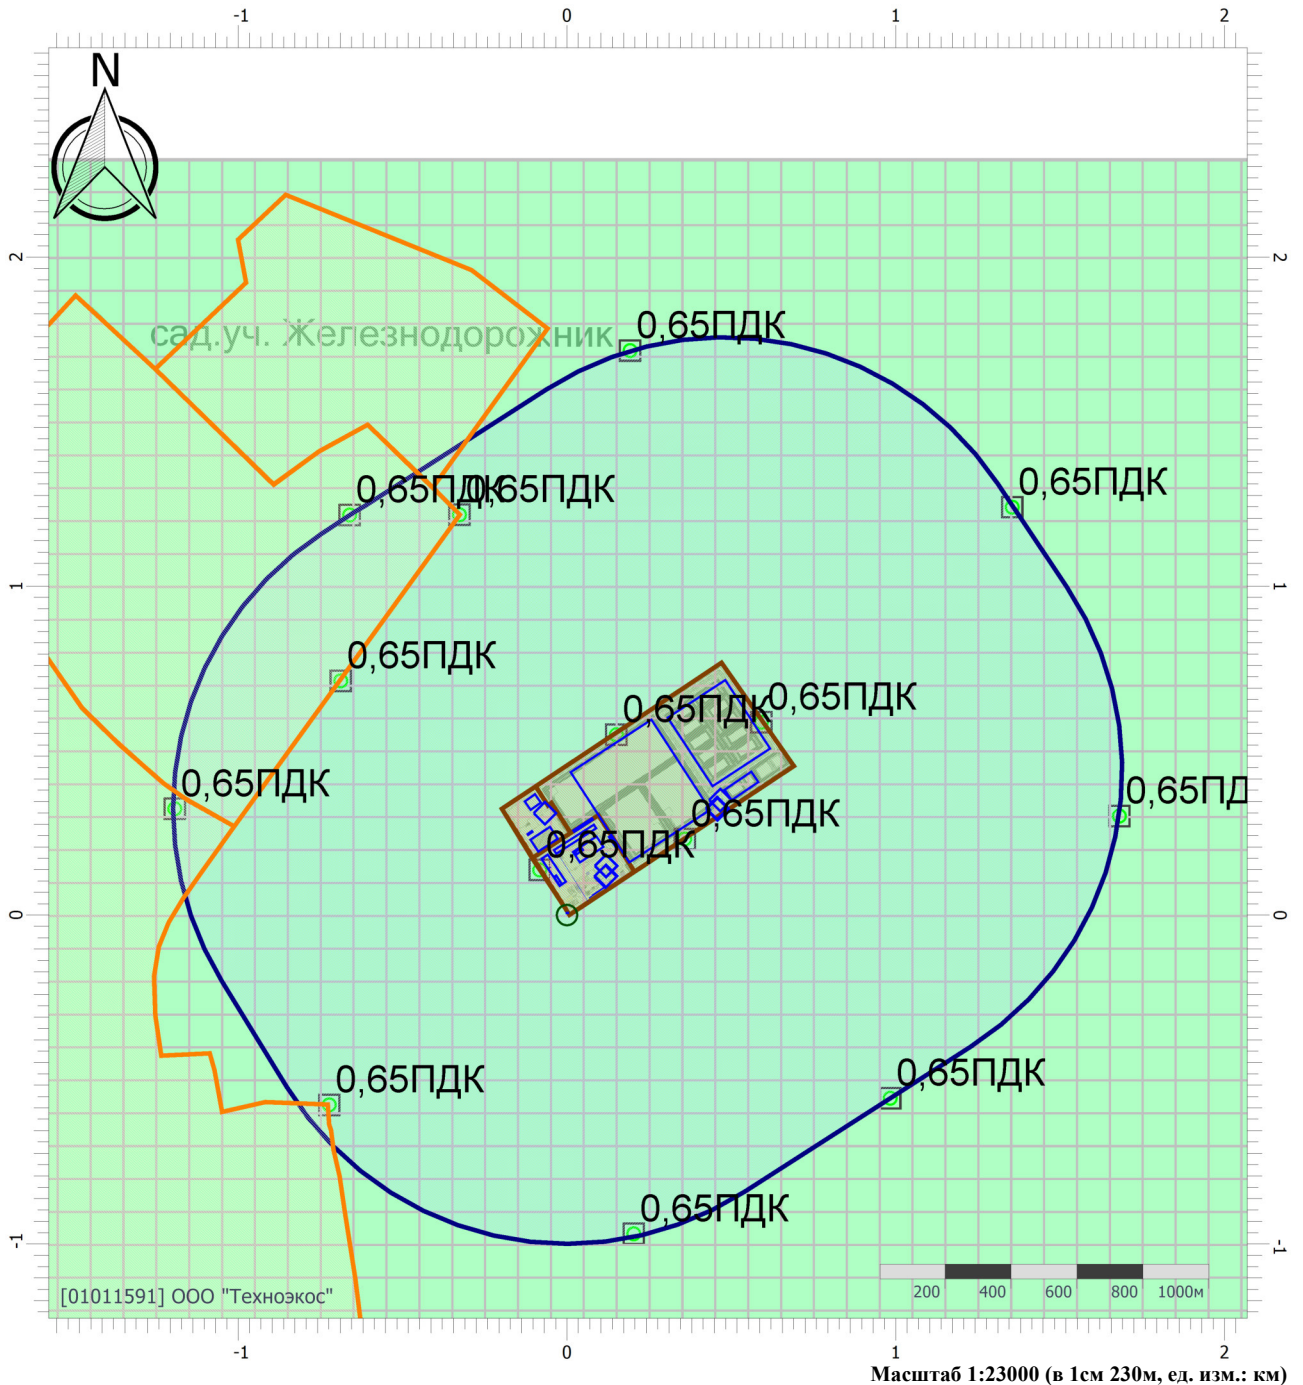 -1 0 1 2
N
2 2
сад.уч. Железнодорожник
0,65ПДК
0,65ПДК
0,65ПДК 0,65ПДК
1 1
0,65ПДК
0,65ПДК 0,65ПДК
0,65ПДК 0,65ПД
0,65ПДК
0,65ПДК
0 0
0,65ПДК
0,65ПДК
0,65ПДК
-1 -1
200 400 600 800 1000м
[01011591] ООО "Техноэкос"
-1 0 1 2
Масштаб 1:23000 (в 1см 230м, ед. изм.: км)